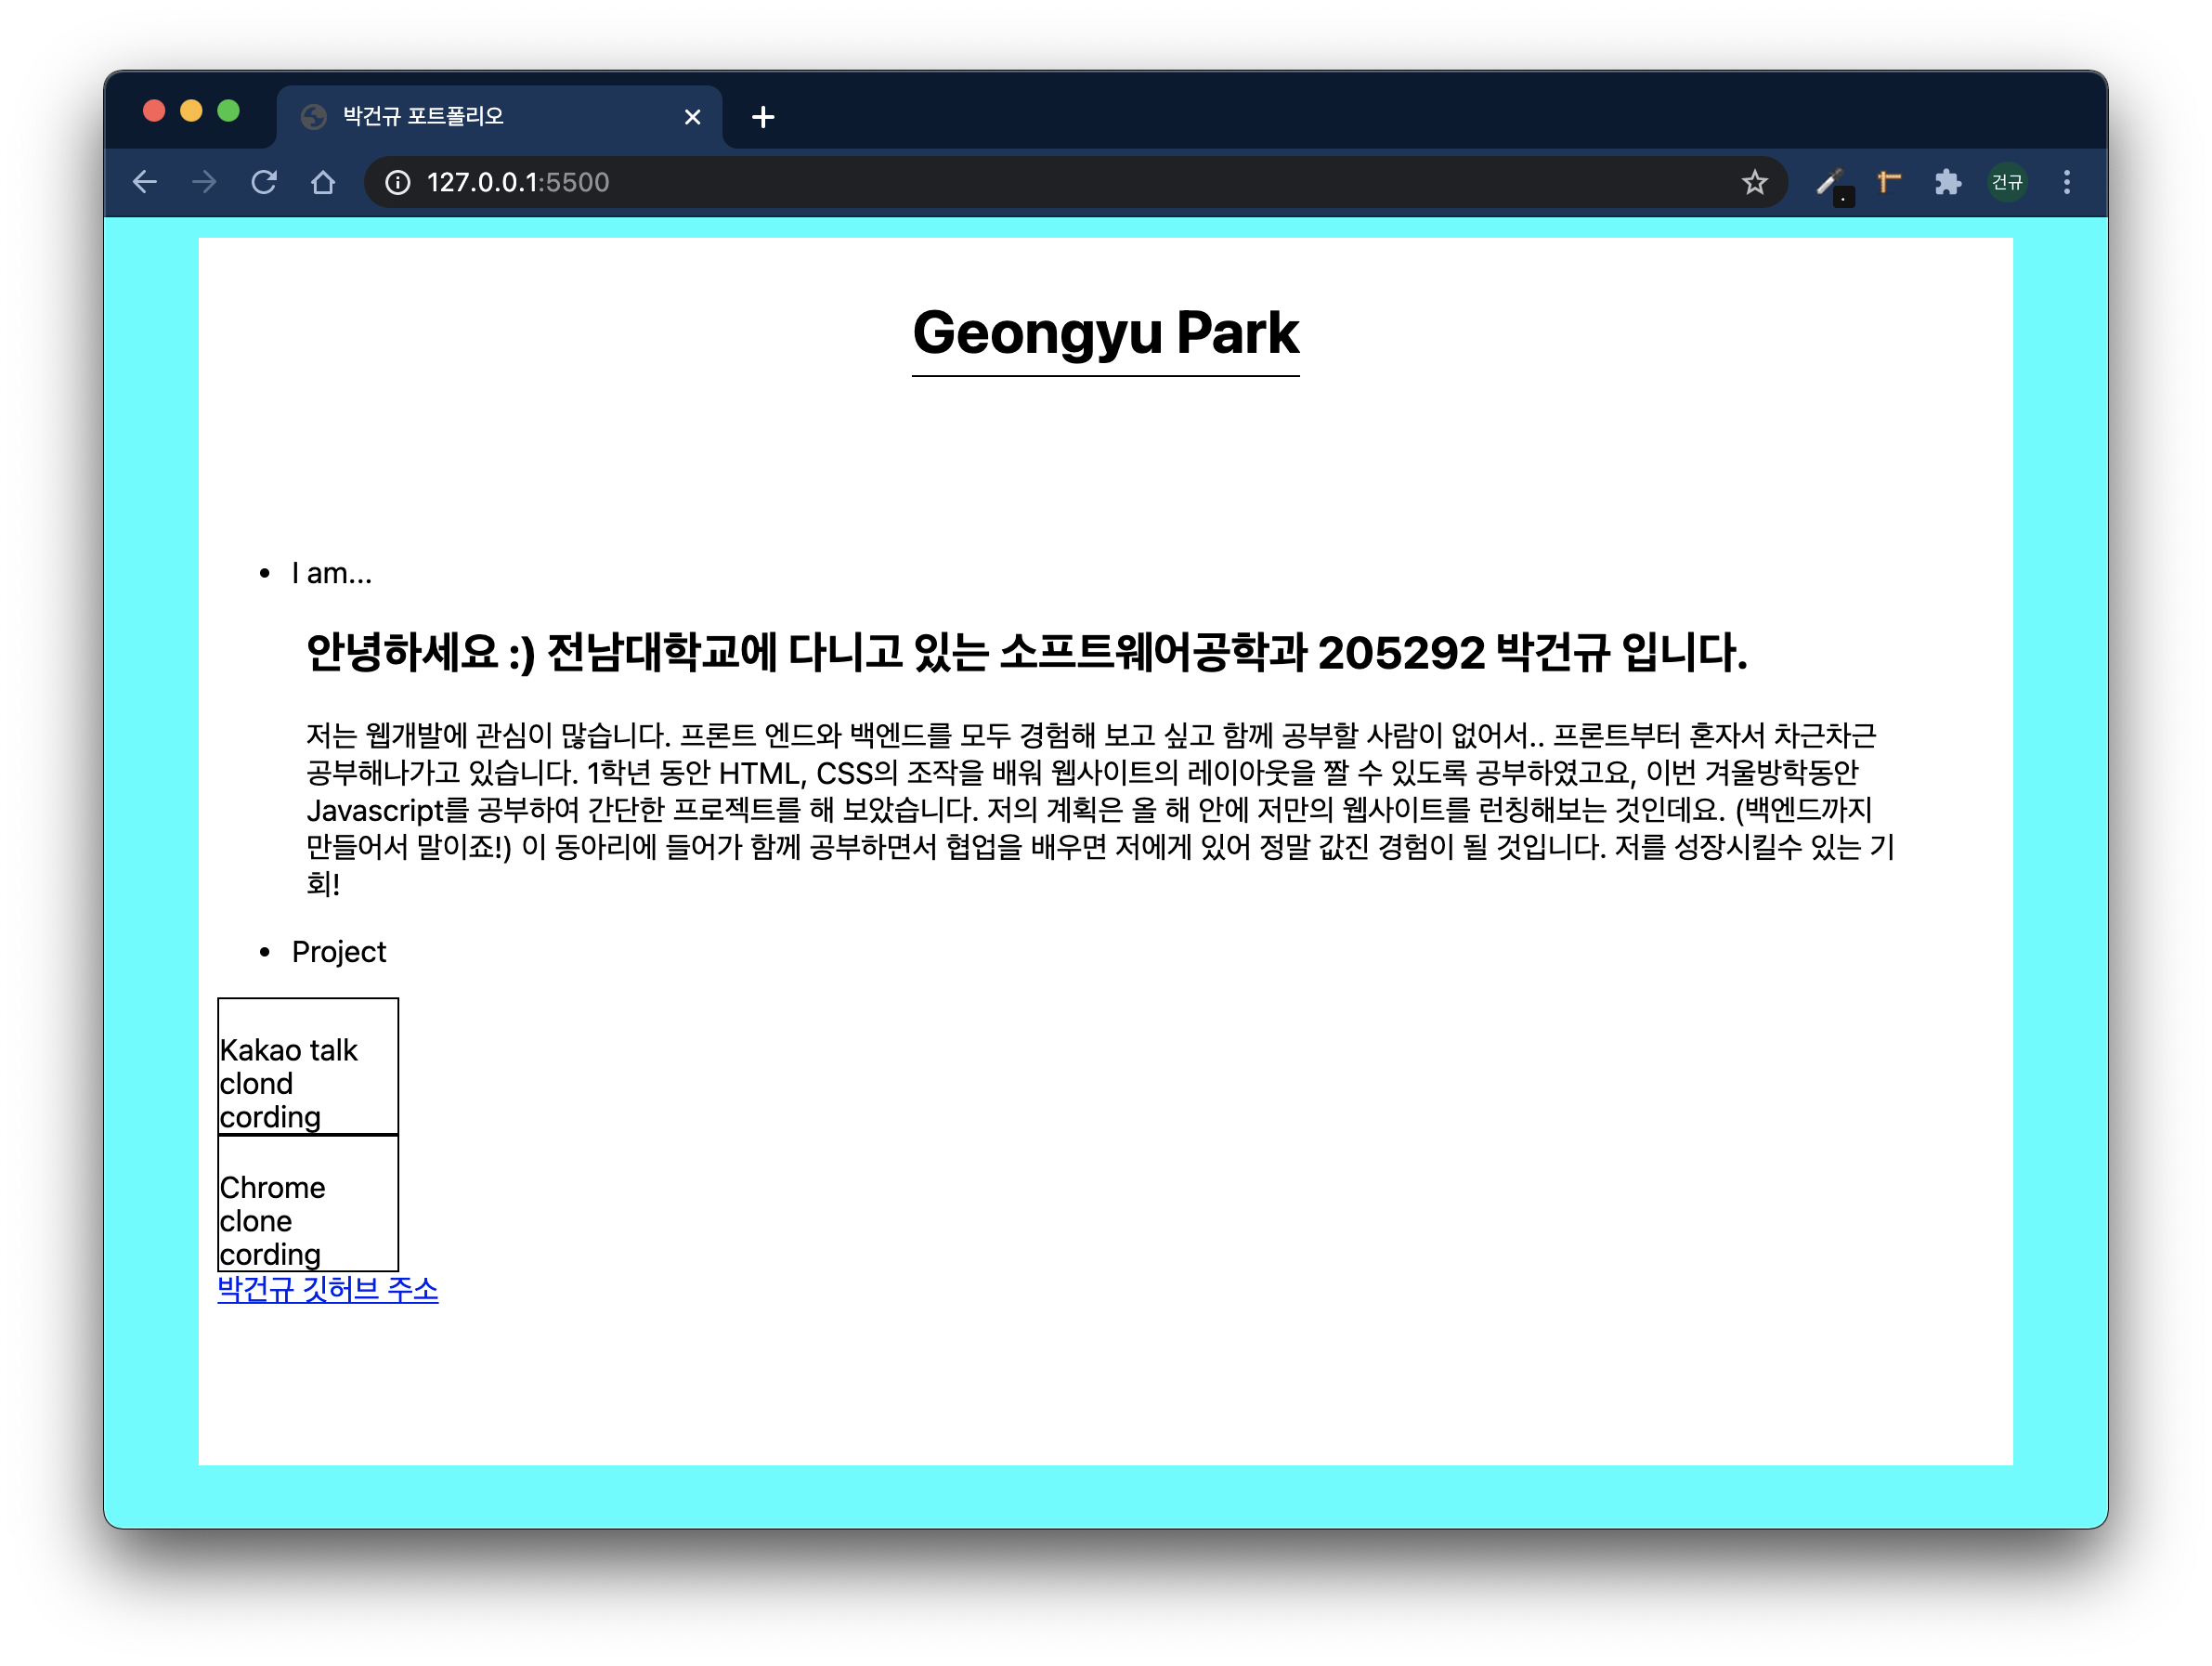 박건규 포트폴리오
127.0.0.1:5500
건규
Geongyu Park
• I am...
안녕하세요 :) 전남대학교에 다니고 있는 소프트웨어공학과 205292 박건규 입니다.
저는 웹개발에 관심이 많습니다. 프론트 엔드와 백엔드를 모두 경험해 보고 싶고 함께 공부할 사람이 없어서.. 프론트부터 혼자서 차근차근
공부해나가고 있습니다. 1학년 동안 HTML, CSS의 조작을 배워 웹사이트의 레이아웃을 짤 수 있도록 공부하였고요, 이번 겨울방학동안
Javascript를 공부하여 간단한 프로젝트를 해 보았습니다. 저의 계획은 올 해 안에 저만의 웹사이트를 런칭해보는 것인데요. (백엔드까지
만들어서 말이죠!) 이 동아리에 들어가 함께 공부하면서 협업을 배우면 저에게 있어 정말 값진 경험이 될 것입니다. 저를 성장시킬수 있는 기
회!
• Project
Kakao talk
clond
cording
Chrome
clone
cording
박건규 깃허브 주소